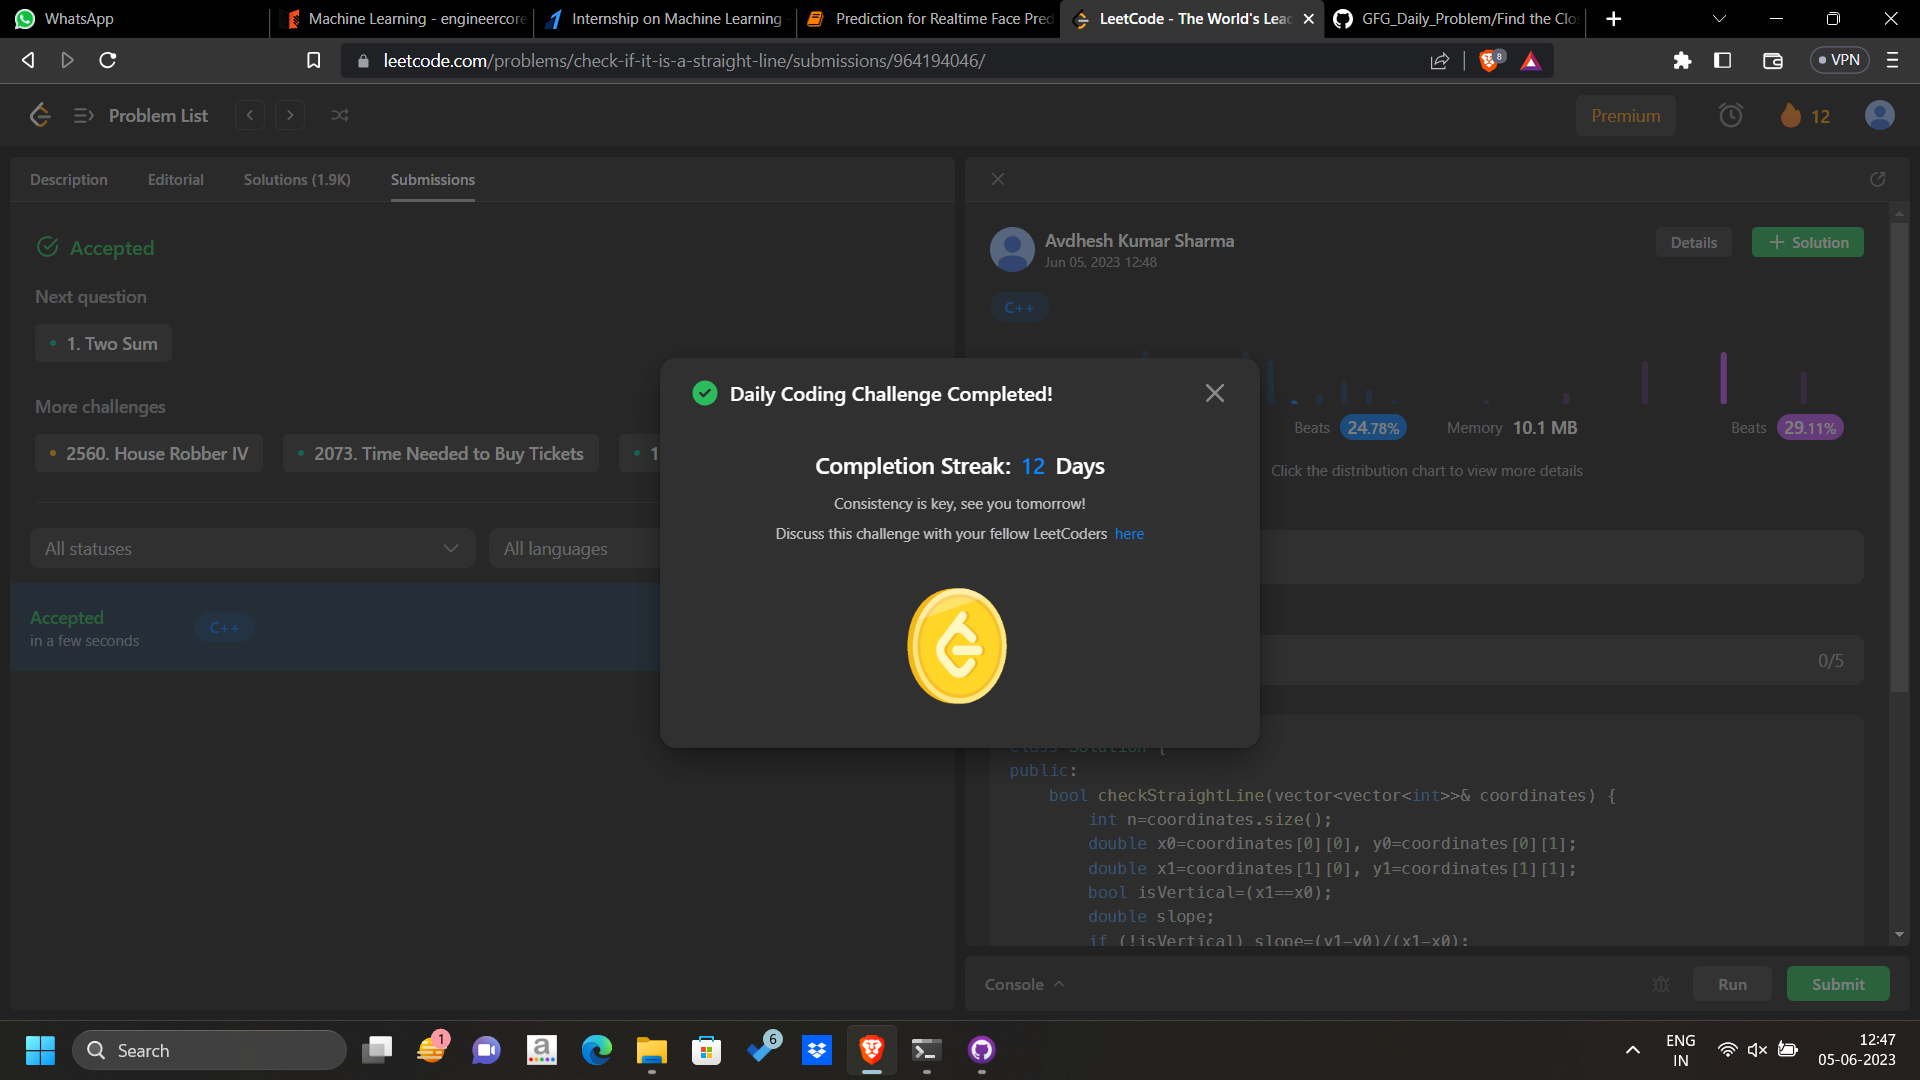 WhatsApp
Machine Learning - engineercore
Internship on Machine Learning -
Prediction for Realtime Face Pred
LeetCode - The World's Lea
GFG_Daily_Problem/Find the Clo
leetcode.com/problems/check-if-it-is-a-straight-line/submissions/964194046/
8
VPN
Problem List
Premium
12
Description
Editorial
Solutions (1.9K)
Submissions
Accepted
Next question
1. Two Sum
More challenges
2560. House Robber IV
2073. Time Needed to Buy Tickets
1
All statuses
All languages
Accepted
in a few seconds
C++
Avdhesh Kumar Sharma
Jun 05, 2023 12:48
Details
+ Solution
C++
Beats 24.78%
Memory 10.1 MB
Beats 29.11%
Click the distribution chart to view more details
Daily Coding Challenge Completed!
Completion Streak: 12 Days
Consistency is key, see you tomorrow!
Discuss this challenge with your fellow LeetCoders here
0/5
class Solution {
public:
bool checkStraightLine(vector<vector<int>>& coordinates) {
int n=coordinates.size();
double x0=coordinates[0][0], y0=coordinates[0][1];
double x1=coordinates[1][0], y1=coordinates[1][1];
bool isVertical=(x1==x0);
double slope;
if (!isVertical) slope=(y1-y0)/(x1-x0);
Console
Run
Submit
Search
1
a
6
ENG
IN
12:47
05-06-2023